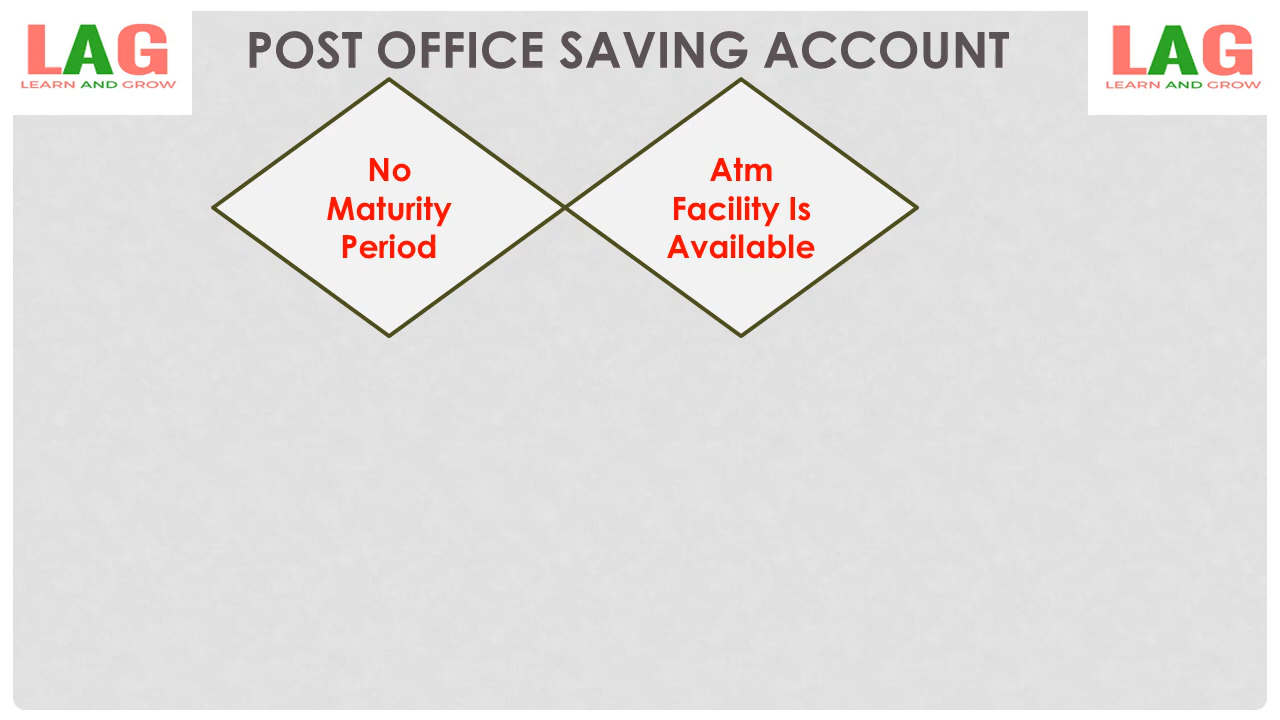 LAG
LEARN AND GROW
POST OFFICE SAVING ACCOUNT
LAG
LEARN AND GROW
No
Maturity
Period
Atm
Facility Is
Available